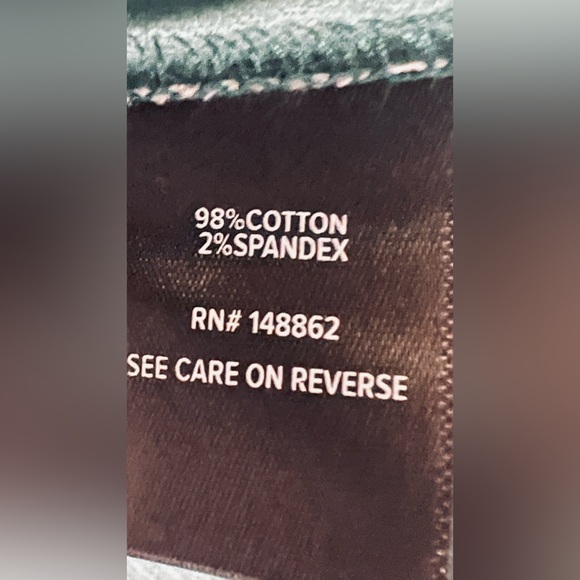 98%COTTON
2%SPANDEX
RN# 148862
SEE CARE ON REVERSE